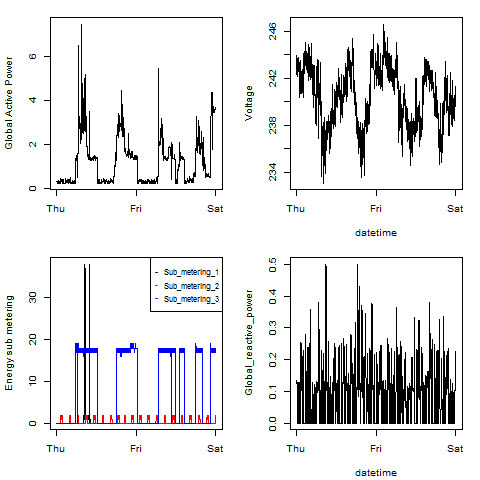 Global Active Power
6
4
2
0
Thu
Fri
Sat
Voltage
246
242
238
234
Thu
Fri
Sat
datetime
Energy sub metering
30
20
10
0
Sub_metering_1
Sub_metering_2
Sub_metering_3
Thu
Fri
Sat
Global_reactive_power
0.5
0.4
0.3
0.2
0.1
0.0
Thu
Fri
Sat
datetime